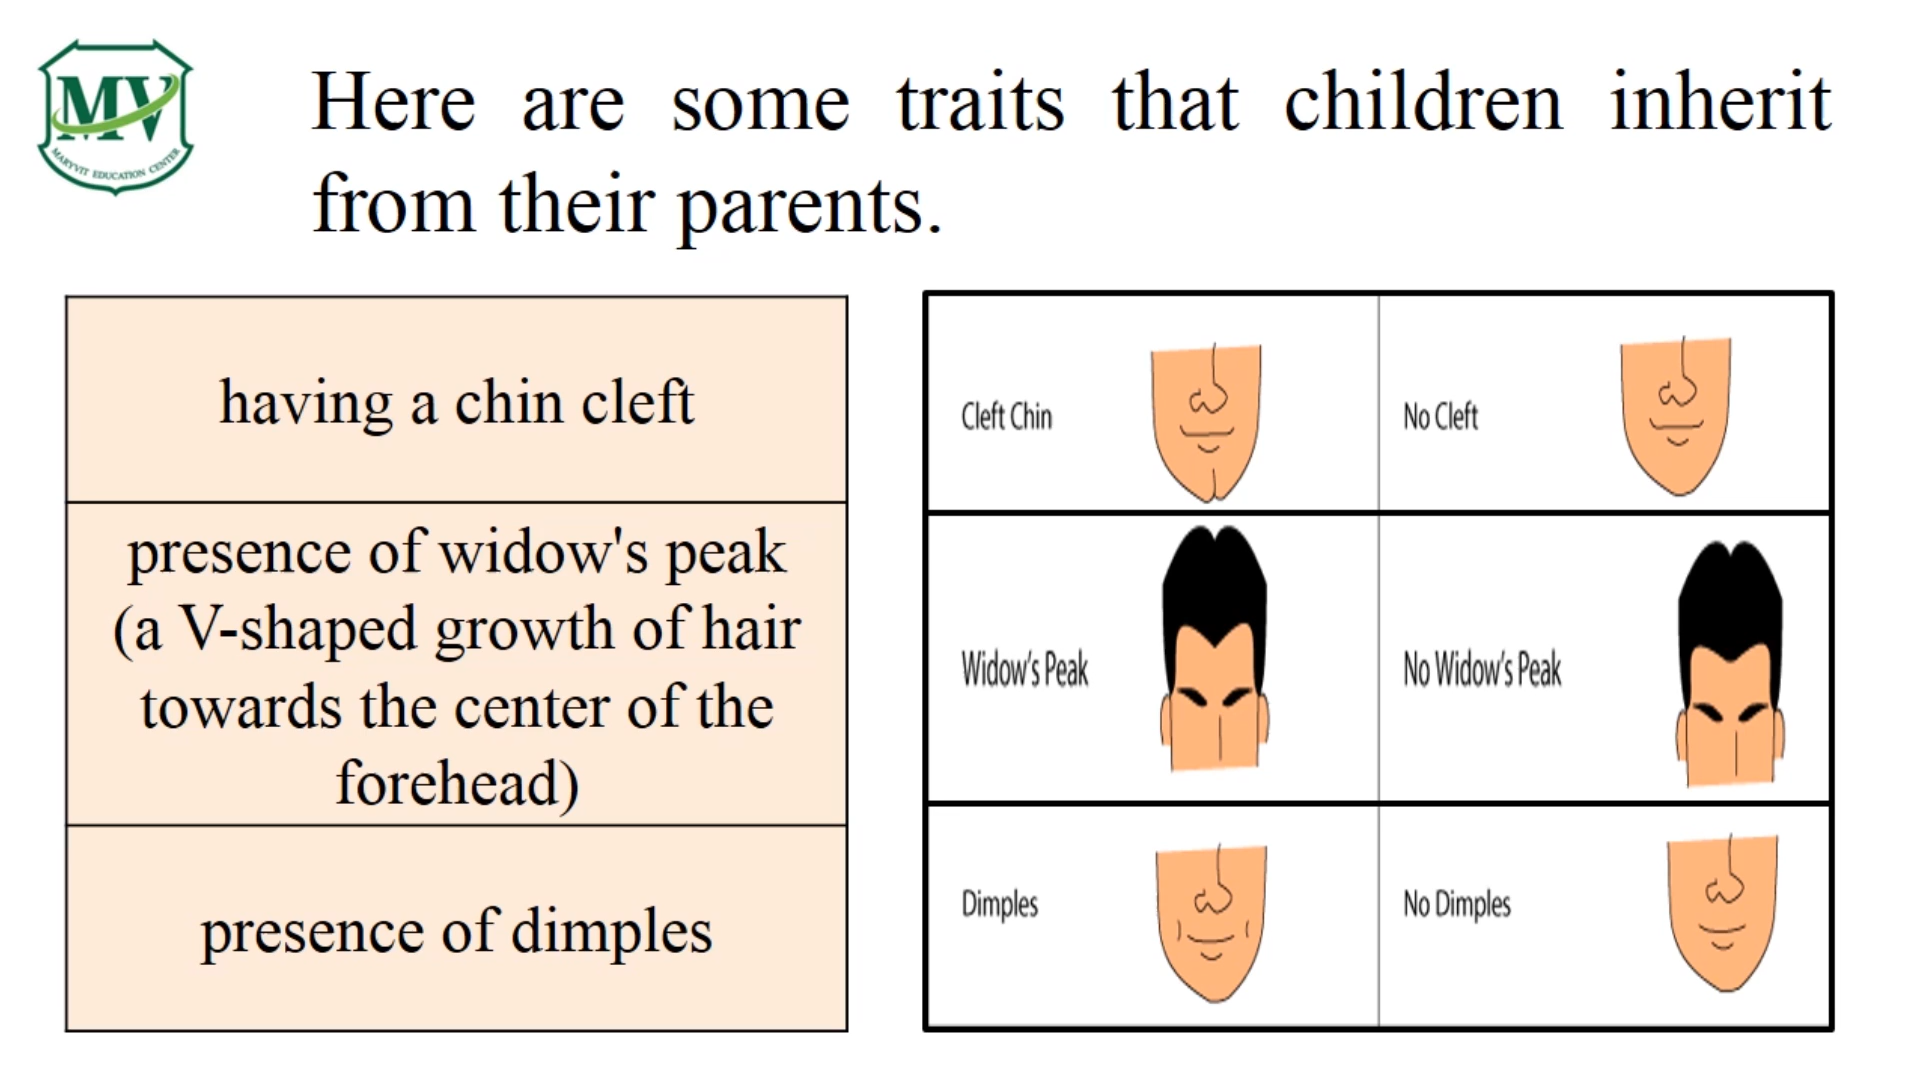 MV
MARYVIT EDUCATION CENTER
Here are some traits that children inherit
from their parents.
having a chin cleft
presence of widow's peak
(a V-shaped growth of hair
towards the center of the
forehead)
presence of dimples
Cleft Chin
No Cleft
Widow’s Peak
No Widow’s Peak
Dimples
No Dimples